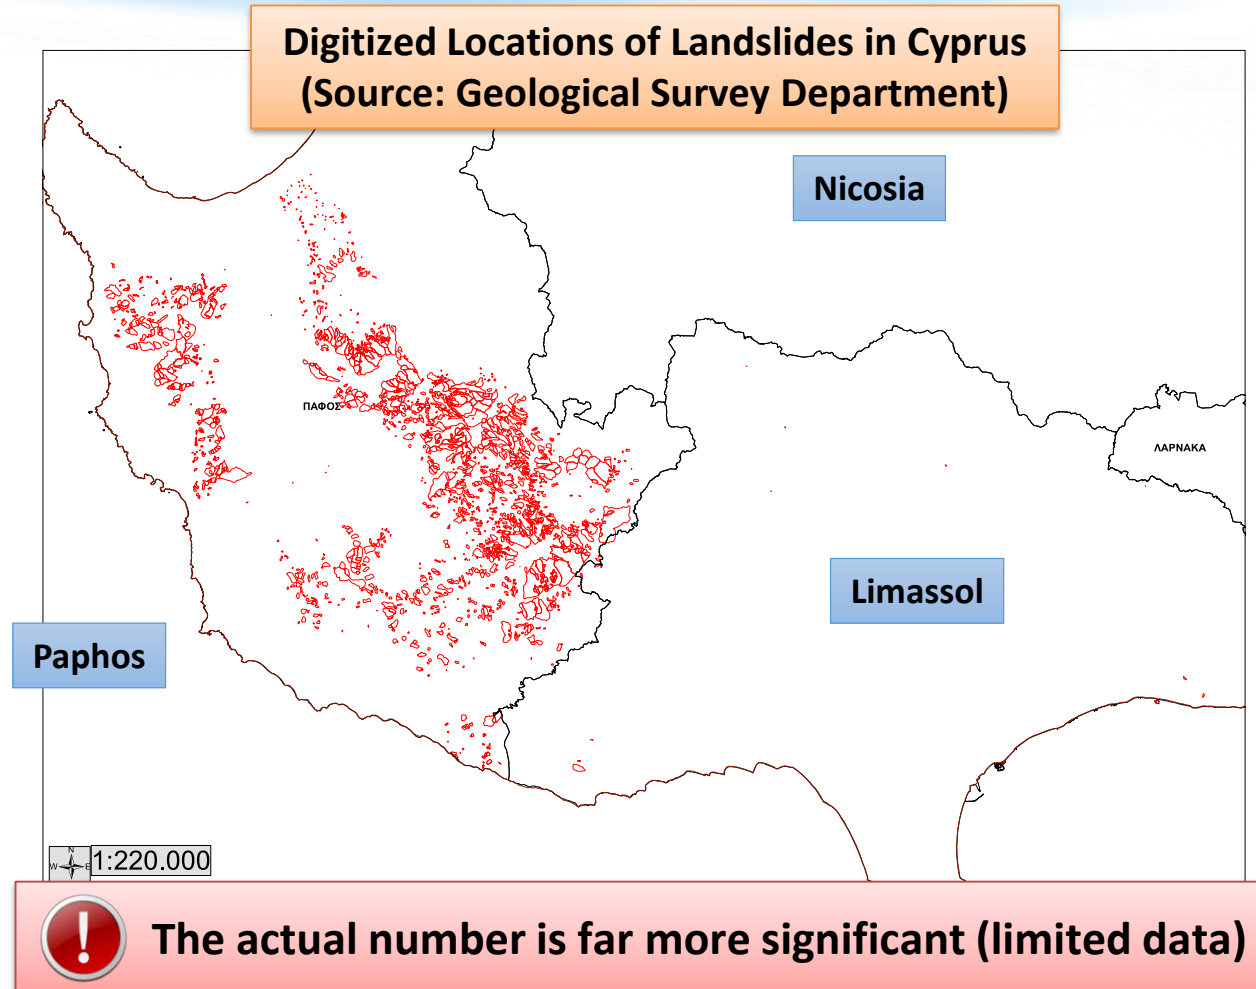 Digitized Locations of Landslides in Cyprus
(Source: Geological Survey Department)
Nicosia
ΠΑΦΟΣ
ΛΑΡΝΑΚΑ
Limassol
Paphos
N
W E
1:220.000
! The actual number is far more significant (limited data)